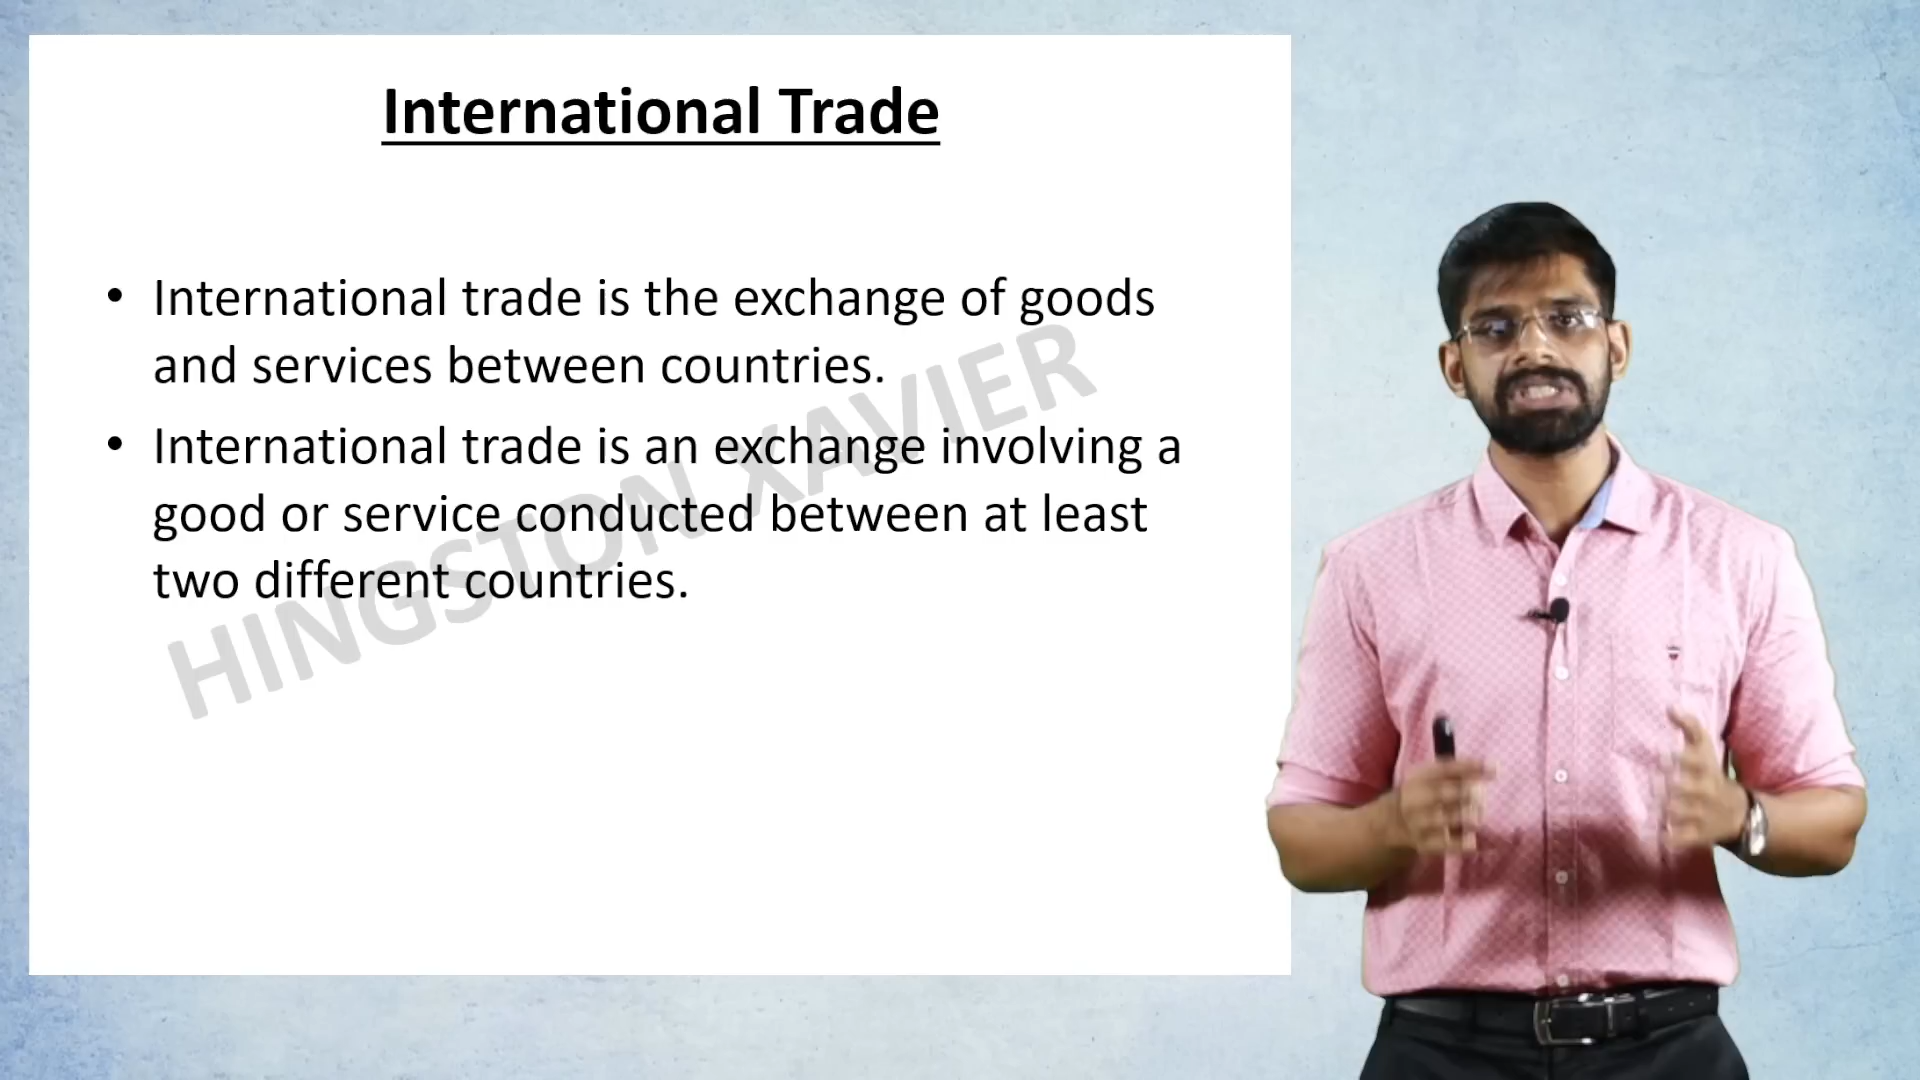 International Trade
• International trade is the exchange of goods
and services between countries.
• International trade is an exchange involving a
good or service conducted between at least
two different countries.
HINGSTON XAVIER